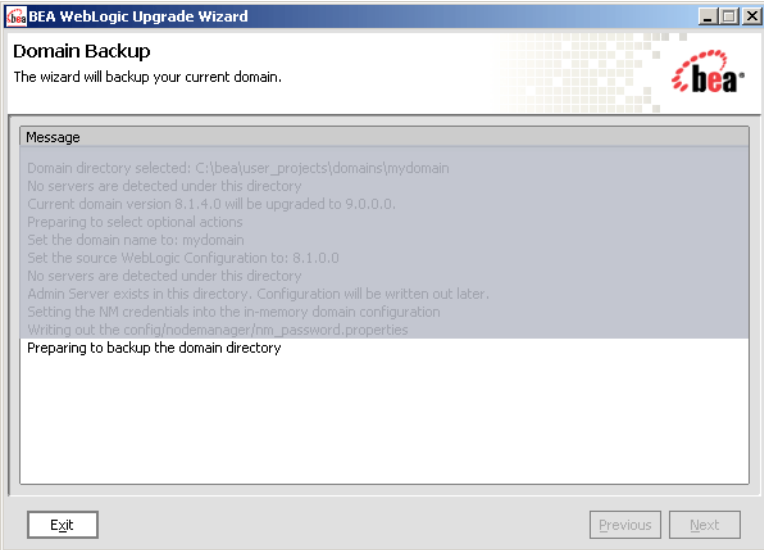 bea BEA WebLogic Upgrade Wizard
Domain Backup
The wizard will backup your current domain.
bea
Message
Domain directory selected: C:\bea\user_projects\domains\mydomain
No servers are detected under this directory
Current domain version 8.1.4.0 will be upgraded to 9.0.0.0.
Preparing to select optional actions
Set the domain name to: mydomain
Set the source WebLogic Configuration to: 8.1.0.0
No servers are detected under this directory
Admin Server exists in this directory. Configuration will be written out later.
Setting the NM credentials into the in-memory domain configuration
Writing out the config/nodemanager/nm_password.properties
Preparing to backup the domain directory
Exit
Previous
Next